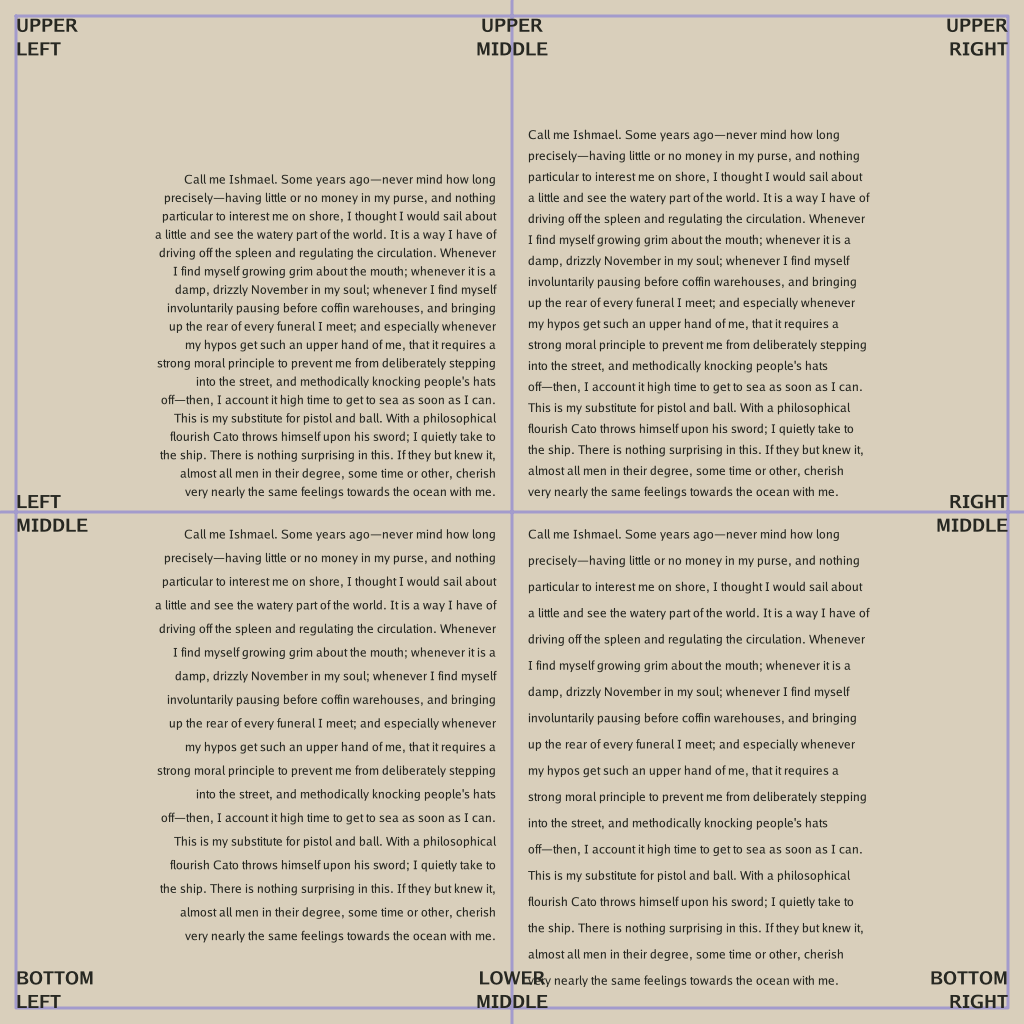 UPPER
LEFT
UPPER
MIDDLE
UPPER
RIGHT
Call me Ishmael. Some years ago—never mind how long
precisely—having little or no money in my purse, and nothing
particular to interest me on shore, I thought I would sail about
a little and see the watery part of the world. It is a way I have of
driving off the spleen and regulating the circulation. Whenever
I find myself growing grim about the mouth; whenever it is a
damp, drizzly November in my soul; whenever I find myself
involuntarily pausing before coffin warehouses, and bringing
up the rear of every funeral I meet; and especially whenever
my hypos get such an upper hand of me, that it requires a
strong moral principle to prevent me from deliberately stepping
into the street, and methodically knocking people's hats
off—then, I account it high time to get to sea as soon as I can.
This is my substitute for pistol and ball. With a philosophical
flourish Cato throws himself upon his sword; I quietly take to
the ship. There is nothing surprising in this. If they but knew it,
almost all men in their degree, some time or other, cherish
very nearly the same feelings towards the ocean with me.
Call me Ishmael. Some years ago—never mind how long
precisely—having little or no money in my purse, and nothing
particular to interest me on shore, I thought I would sail about
a little and see the watery part of the world. It is a way I have of
driving off the spleen and regulating the circulation. Whenever
I find myself growing grim about the mouth; whenever it is a
damp, drizzly November in my soul; whenever I find myself
involuntarily pausing before coffin warehouses, and bringing
up the rear of every funeral I meet; and especially whenever
my hypos get such an upper hand of me, that it requires a
strong moral principle to prevent me from deliberately stepping
into the street, and methodically knocking people's hats
off—then, I account it high time to get to sea as soon as I can.
This is my substitute for pistol and ball. With a philosophical
flourish Cato throws himself upon his sword; I quietly take to
the ship. There is nothing surprising in this. If they but knew it,
almost all men in their degree, some time or other, cherish
very nearly the same feelings towards the ocean with me.
LEFT
MIDDLE
RIGHT
MIDDLE
Call me Ishmael. Some years ago—never mind how long
precisely—having little or no money in my purse, and nothing
particular to interest me on shore, I thought I would sail about
a little and see the watery part of the world. It is a way I have of
driving off the spleen and regulating the circulation. Whenever
I find myself growing grim about the mouth; whenever it is a
damp, drizzly November in my soul; whenever I find myself
involuntarily pausing before coffin warehouses, and bringing
up the rear of every funeral I meet; and especially whenever
my hypos get such an upper hand of me, that it requires a
strong moral principle to prevent me from deliberately stepping
into the street, and methodically knocking people's hats
off—then, I account it high time to get to sea as soon as I can.
This is my substitute for pistol and ball. With a philosophical
flourish Cato throws himself upon his sword; I quietly take to
the ship. There is nothing surprising in this. If they but knew it,
almost all men in their degree, some time or other, cherish
very nearly the same feelings towards the ocean with me.
Call me Ishmael. Some years ago—never mind how long
precisely—having little or no money in my purse, and nothing
particular to interest me on shore, I thought I would sail about
a little and see the watery part of the world. It is a way I have of
driving off the spleen and regulating the circulation. Whenever
I find myself growing grim about the mouth; whenever it is a
damp, drizzly November in my soul; whenever I find myself
involuntarily pausing before coffin warehouses, and bringing
up the rear of every funeral I meet; and especially whenever
my hypos get such an upper hand of me, that it requires a
strong moral principle to prevent me from deliberately stepping
into the street, and methodically knocking people's hats
off—then, I account it high time to get to sea as soon as I can.
This is my substitute for pistol and ball. With a philosophical
flourish Cato throws himself upon his sword; I quietly take to
the ship. There is nothing surprising in this. If they but knew it,
almost all men in their degree, some time or other, cherish
very nearly the same feelings towards the ocean with me.
BOTTOM
LEFT
LOWER
MIDDLE
BOTTOM
RIGHT